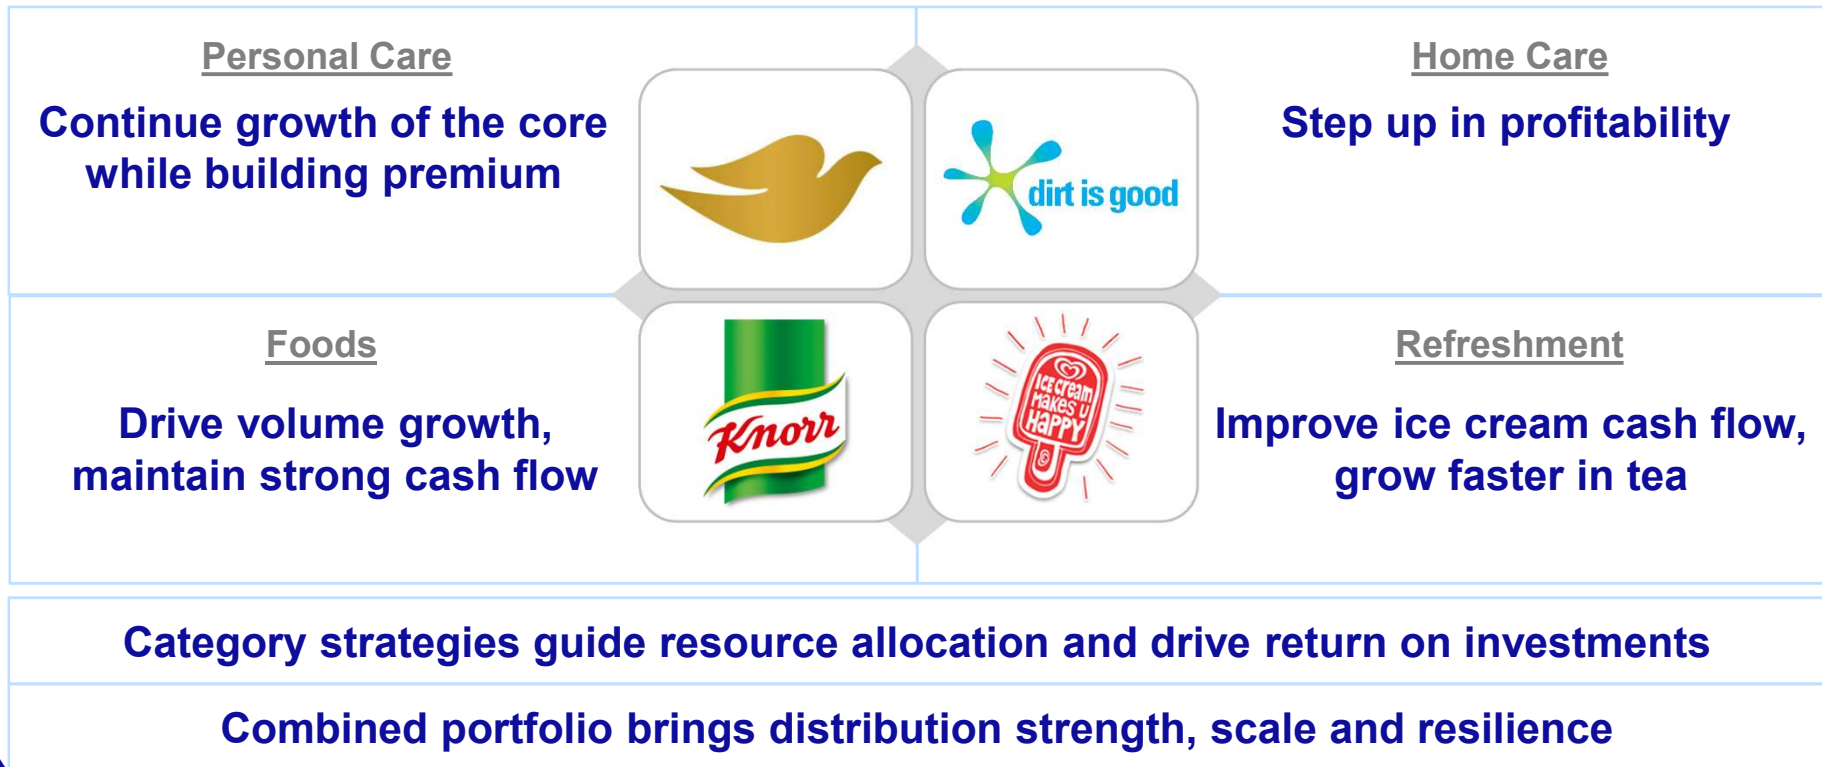 Personal Care
Continue growth of the core
while building premium
Home Care
Step up in profitability
dirt is good
Foods
Drive volume growth,
maintain strong cash flow
Knorr
ICE CREAM
MAKES U
HAPPY
Refreshment
Improve ice cream cash flow,
grow faster in tea
Category strategies guide resource allocation and drive return on investments
Combined portfolio brings distribution strength, scale and resilience